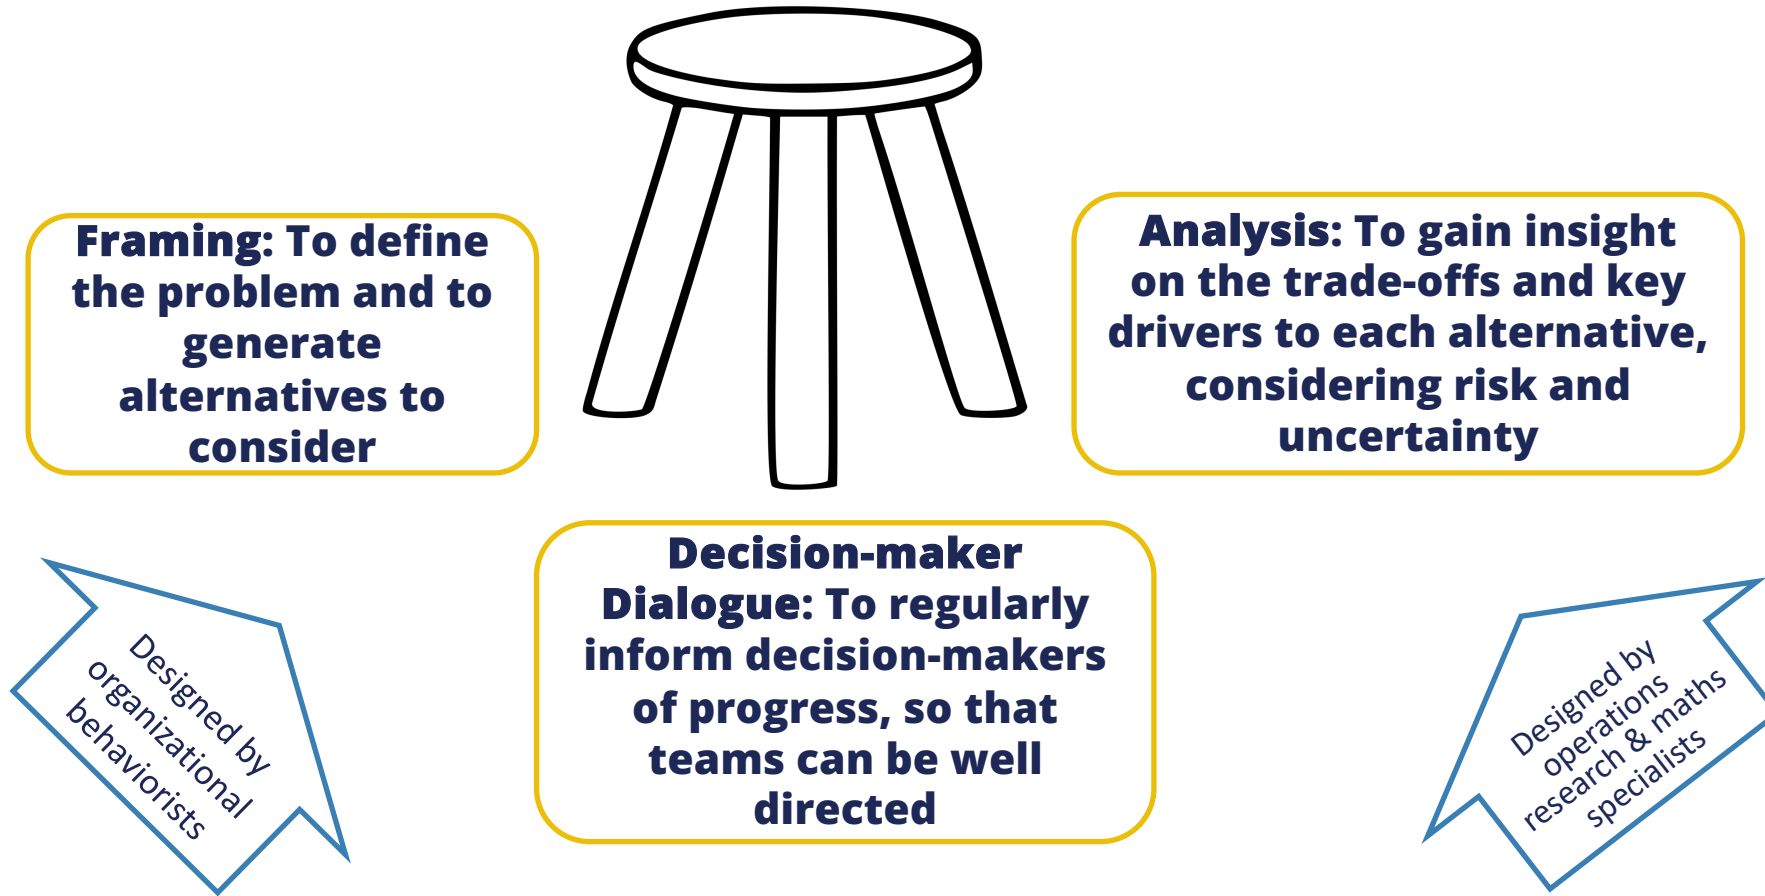 Framing: To define
the problem and to
generate
alternatives to
consider
Analysis: To gain insight
on the trade-offs and key
drivers to each alternative,
considering risk and
uncertainty
Decision-maker
Dialogue: To regularly
inform decision-makers
of progress, so that
teams can be well
directed
Designed by
organizational
behaviorists
Designed by
operations
research & maths
specialists